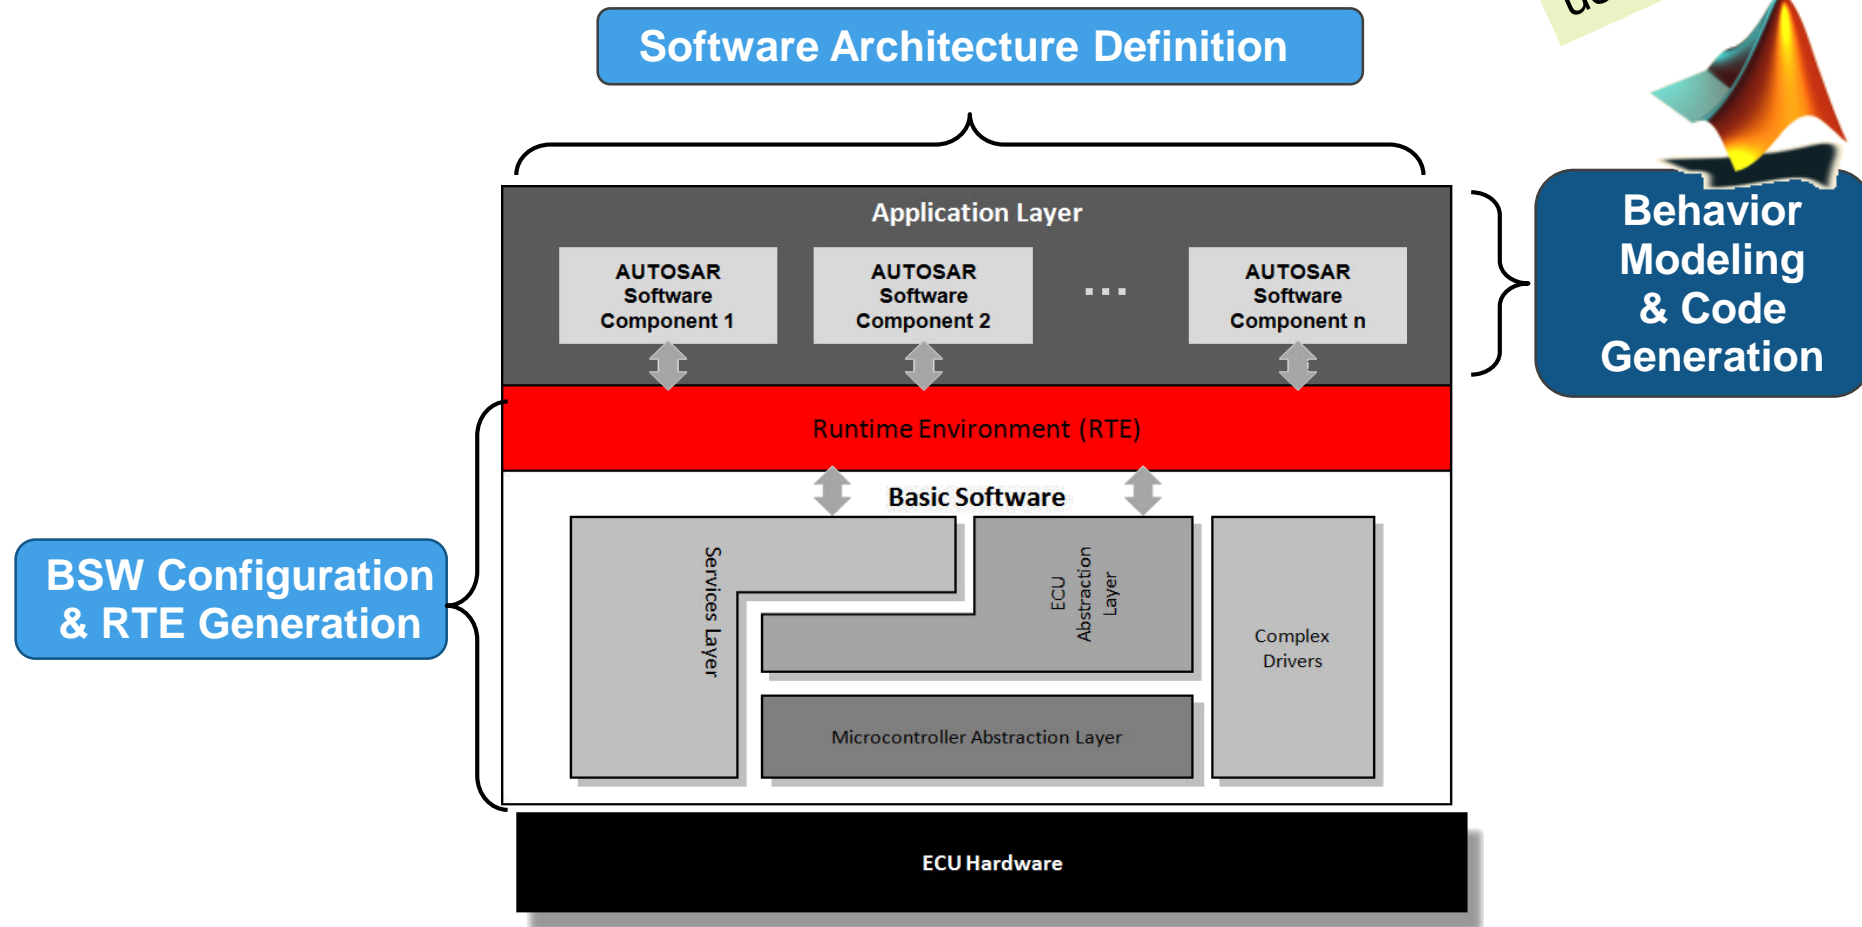 Software Architecture Definition
Application Layer
AUTOSAR
Software
Component 1
AUTOSAR
Software
Component 2
...
AUTOSAR
Software
Component n
Behavior
Modeling
& Code
Generation
Runtime Environment (RTE)
Basic Software
BSW Configuration
& RTE Generation
Services Layer
ECU
Abstraction
Layer
Complex
Drivers
Microcontroller Abstraction Layer
ECU Hardware